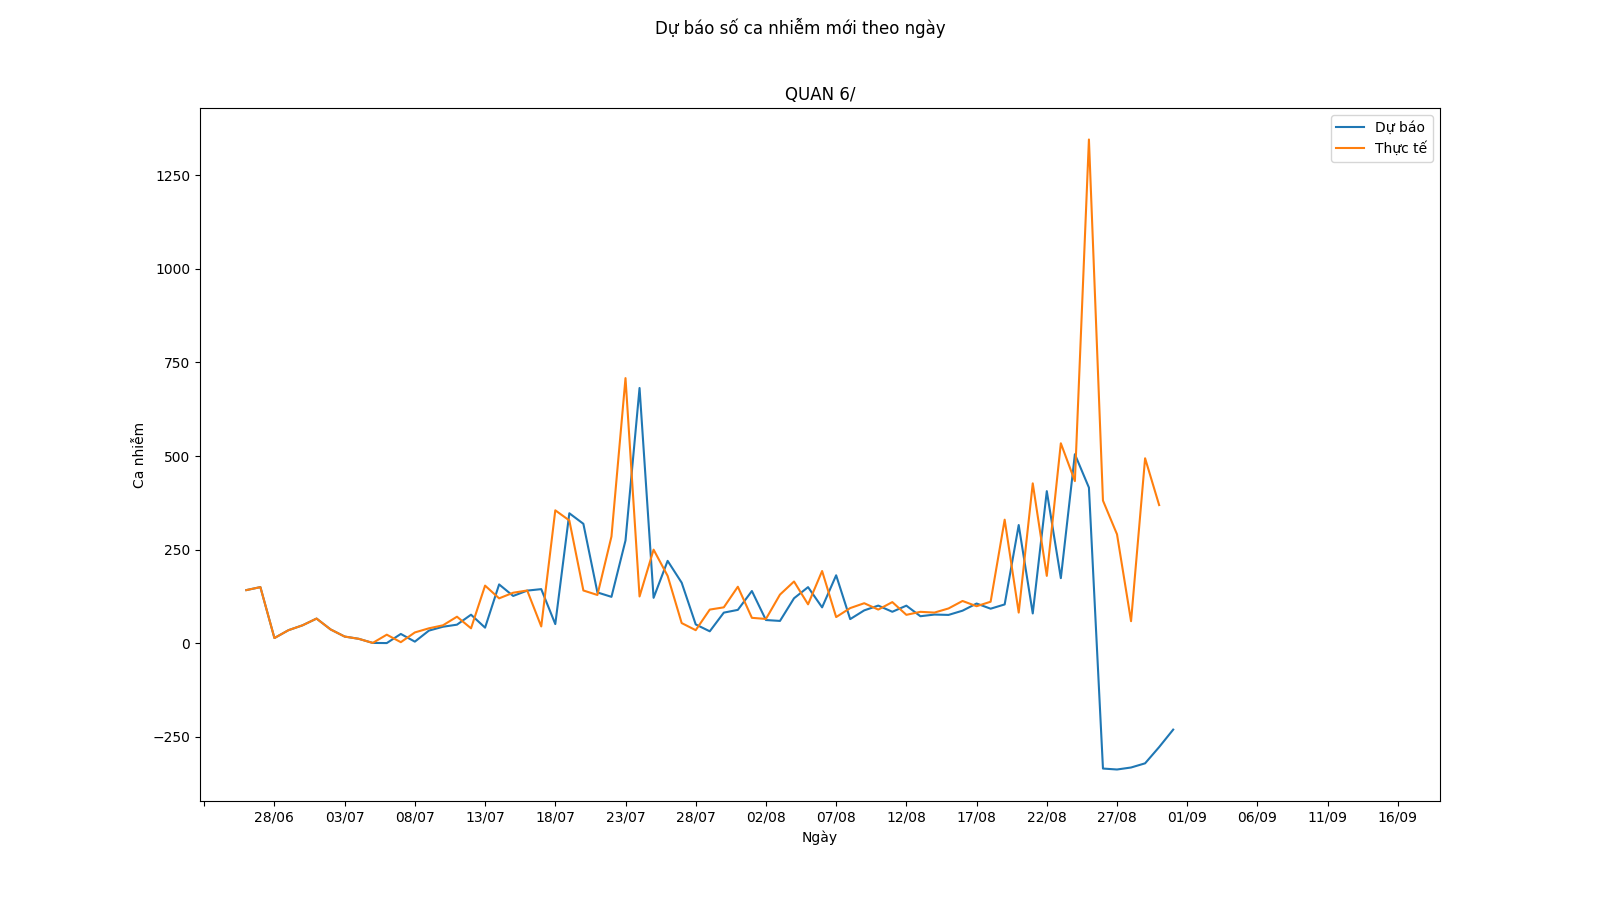 Dự báo số ca nhiễm mới theo ngày
QUAN 6/
Dự báo
Thực tế
1250
1000
750
500
250
0
−250
Ca nhiễm
28/06 03/07 08/07 13/07 18/07 23/07 28/07 02/08 07/08 12/08 17/08 22/08 27/08 01/09 06/09 11/09 16/09
Ngày